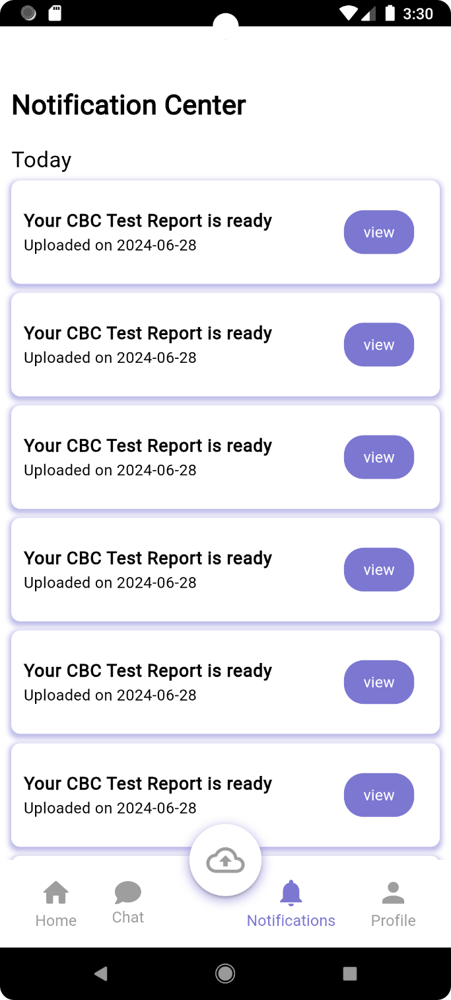 3:30
Notification Center
Today
Your CBC Test Report is ready
Uploaded on 2024-06-28
view
Your CBC Test Report is ready
Uploaded on 2024-06-28
view
Your CBC Test Report is ready
Uploaded on 2024-06-28
view
Your CBC Test Report is ready
Uploaded on 2024-06-28
view
Your CBC Test Report is ready
Uploaded on 2024-06-28
view
Your CBC Test Report is ready
Uploaded on 2024-06-28
view
Home
Chat
Notifications
Profile